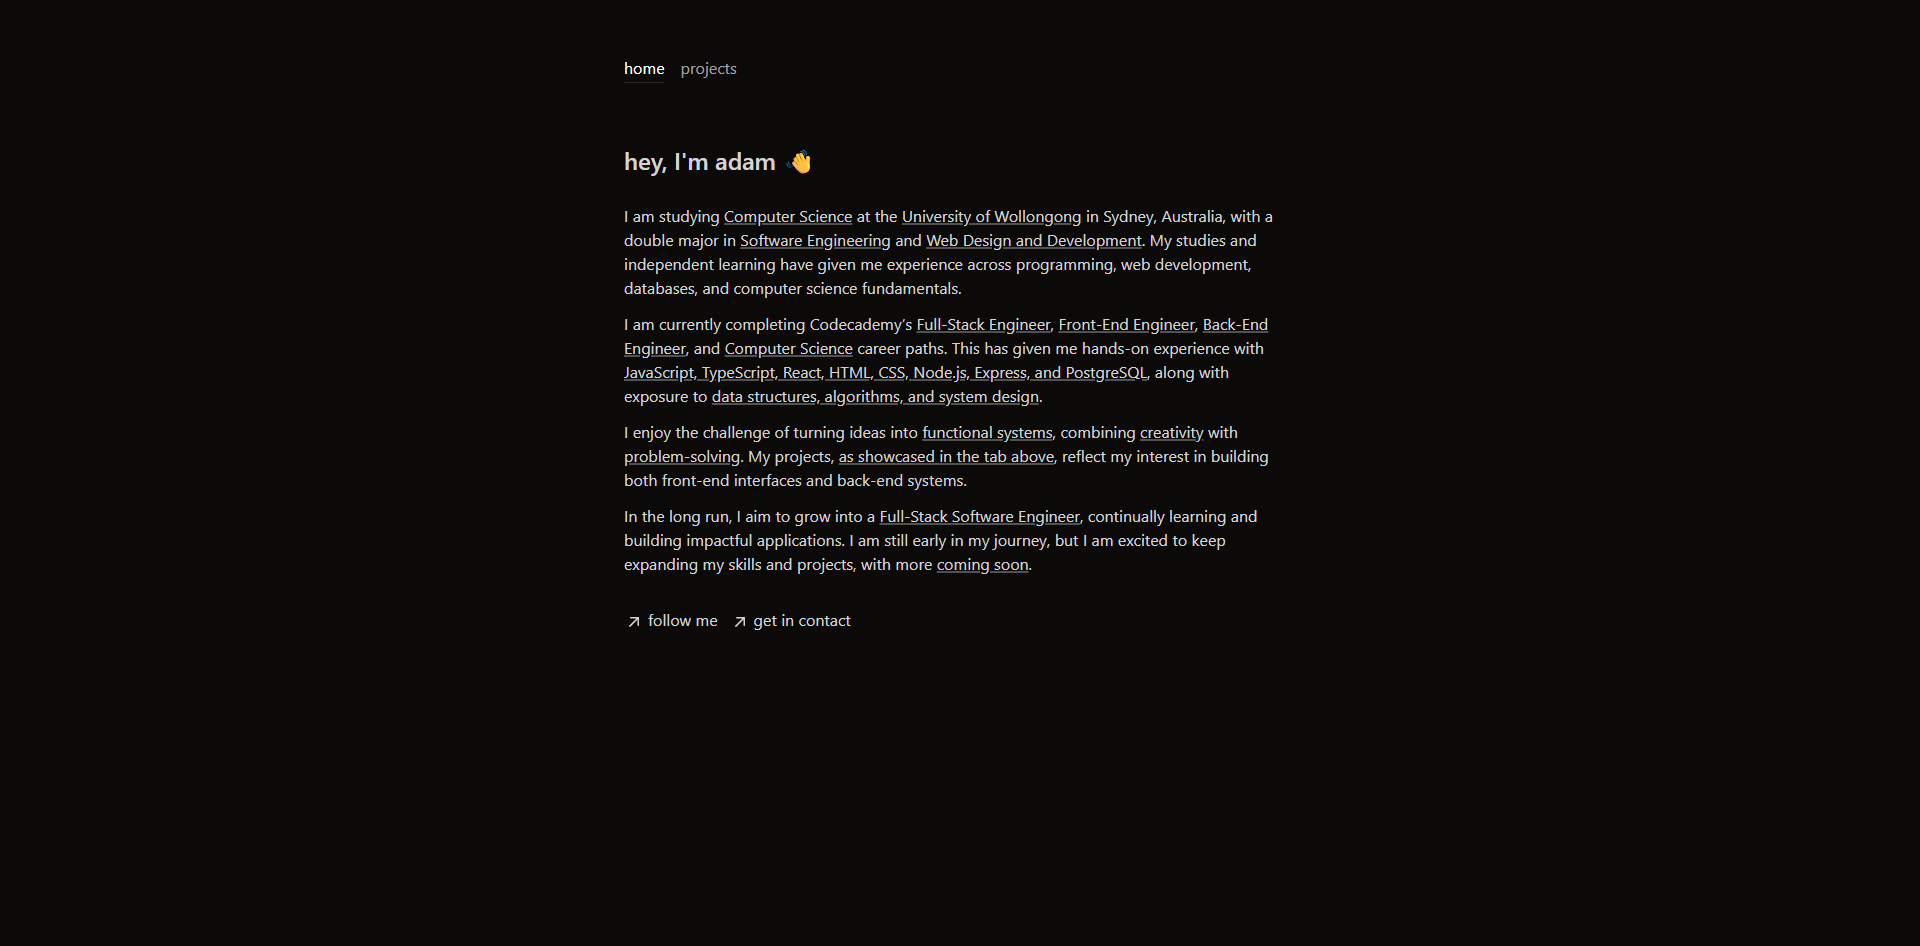 home projects
hey, I'm adam 👋
I am studying Computer Science at the University of Wollongong in Sydney, Australia, with a
double major in Software Engineering and Web Design and Development. My studies and
independent learning have given me experience across programming, web development,
databases, and computer science fundamentals.
I am currently completing Codecademy’s Full-Stack Engineer, Front-End Engineer, Back-End
Engineer, and Computer Science career paths. This has given me hands-on experience with
JavaScript, TypeScript, React, HTML, CSS, Node.js, Express, and PostgreSQL, along with
exposure to data structures, algorithms, and system design.
I enjoy the challenge of turning ideas into functional systems, combining creativity with
problem-solving. My projects, as showcased in the tab above, reflect my interest in building
both front-end interfaces and back-end systems.
In the long run, I aim to grow into a Full-Stack Software Engineer, continually learning and
building impactful applications. I am still early in my journey, but I am excited to keep
expanding my skills and projects, with more coming soon.
follow me get in contact